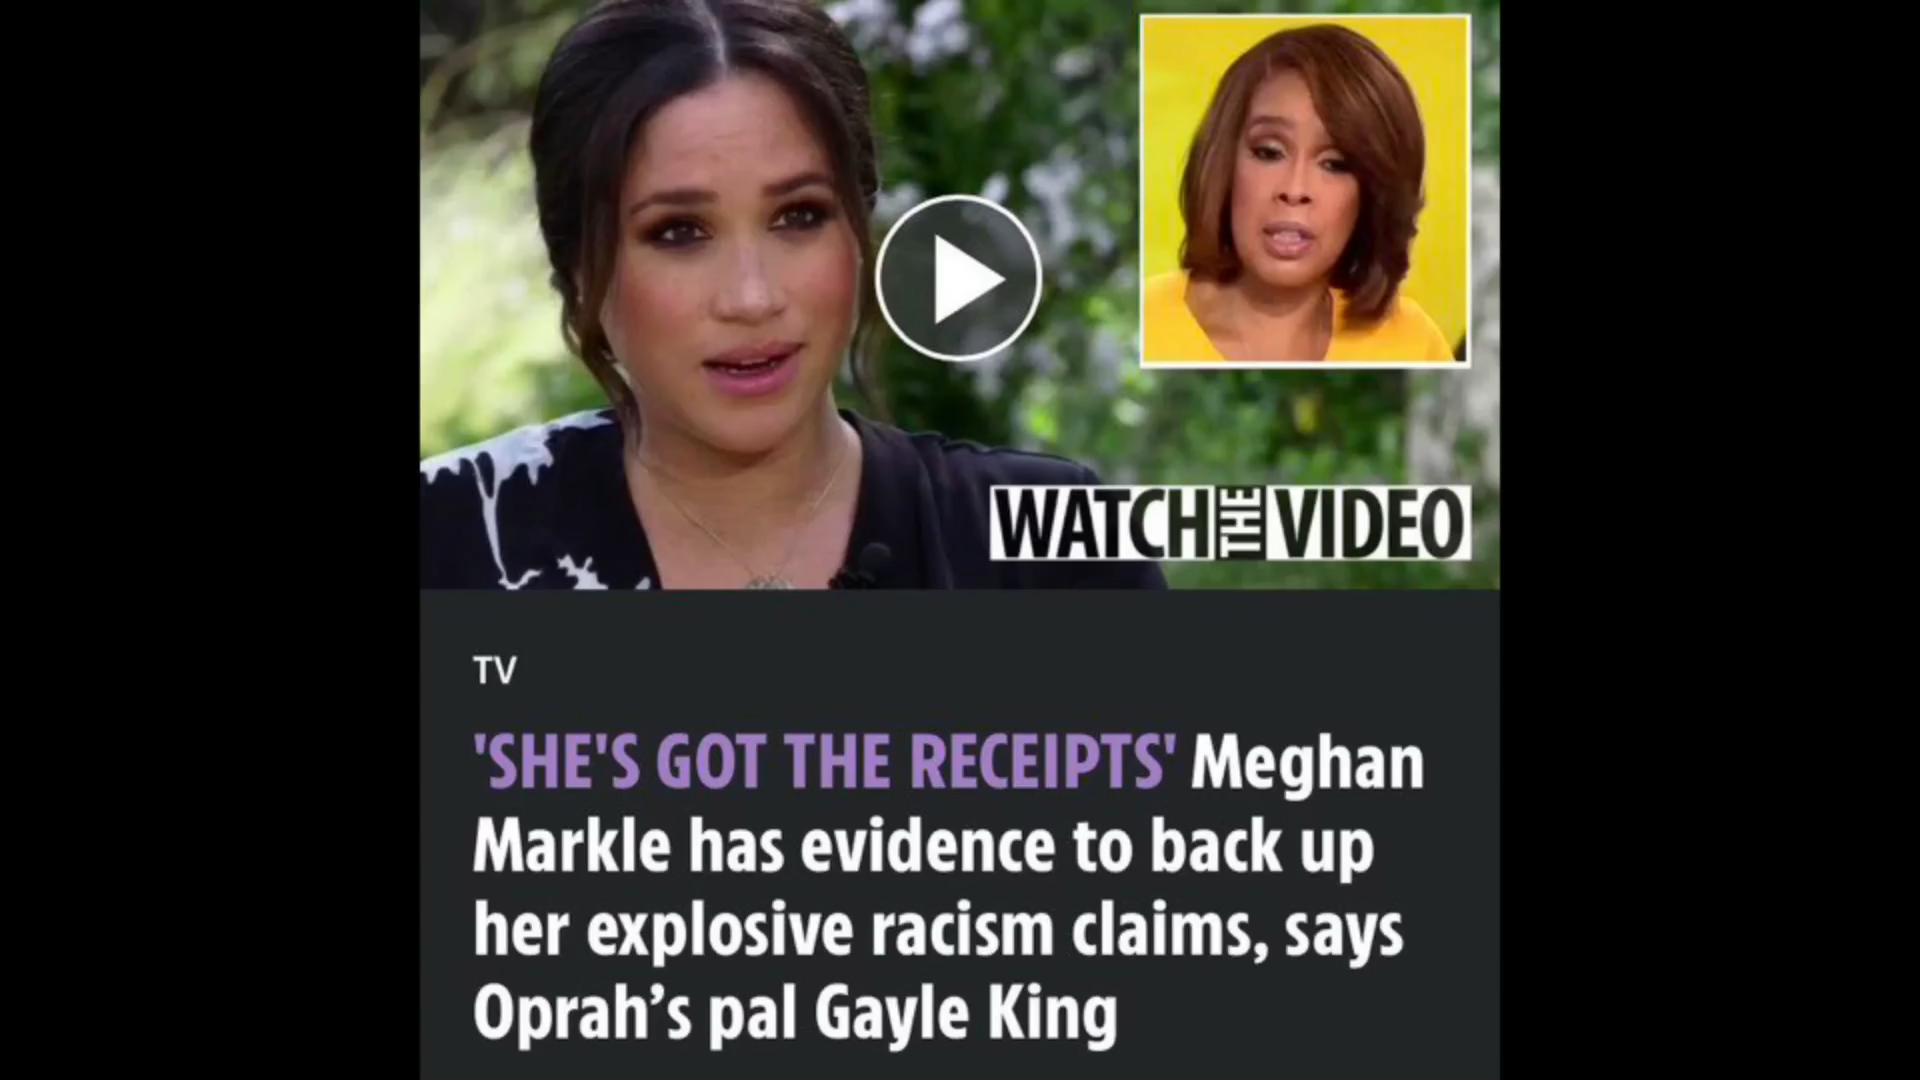 WATCH THE VIDEO
TV
'SHE'S GOT THE RECEIPTS' Meghan
Markle has evidence to back up
her explosive racism claims, says
Oprah’s pal Gayle King